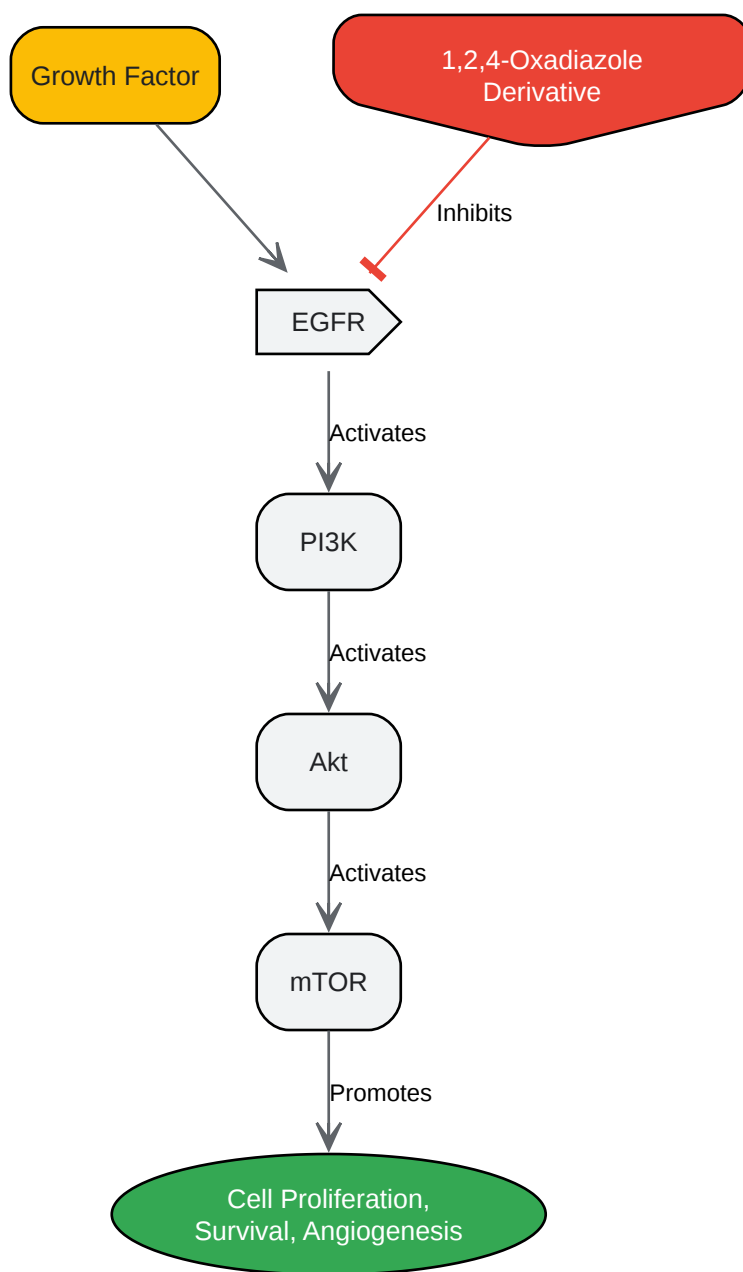 Growth Factor
1,2,4-Oxadiazole
Derivative
Inhibits
EGFR
Activates
PI3K
Activates
Akt
Activates
mTOR
Promotes
Cell Proliferation,
Survival, Angiogenesis